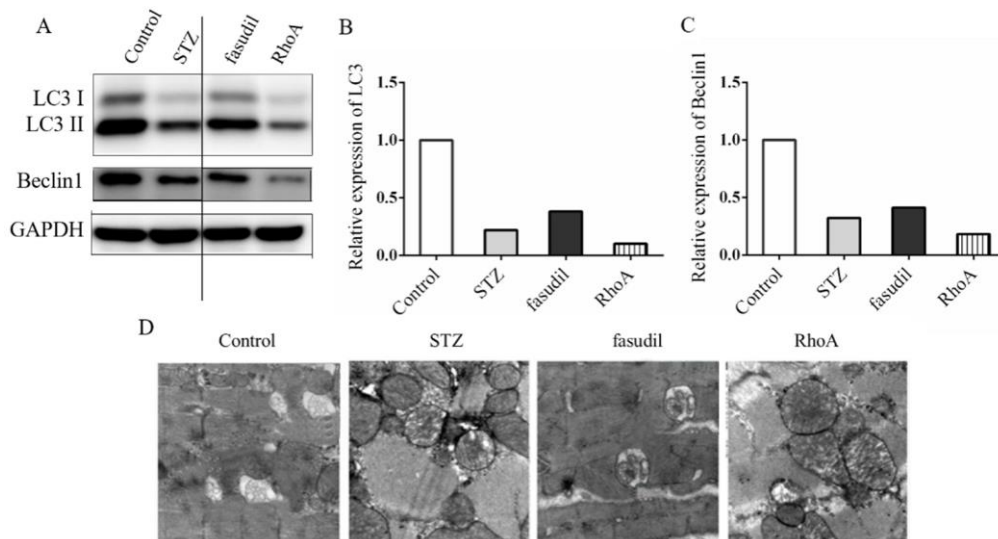 A
Control
STZ
fasudil
RhoA
LC3 I
LC3 II
Beclin1
GAPDH
B
Relative expression of LC3
1.5
1.0
0.5
0.0
Control
STZ
fasudil
RhoA
C
Relative expression of Beclin1
1.5
1.0
0.5
0.0
Control
STZ
fasudil
RhoA
D
Control
STZ
fasudil
RhoA